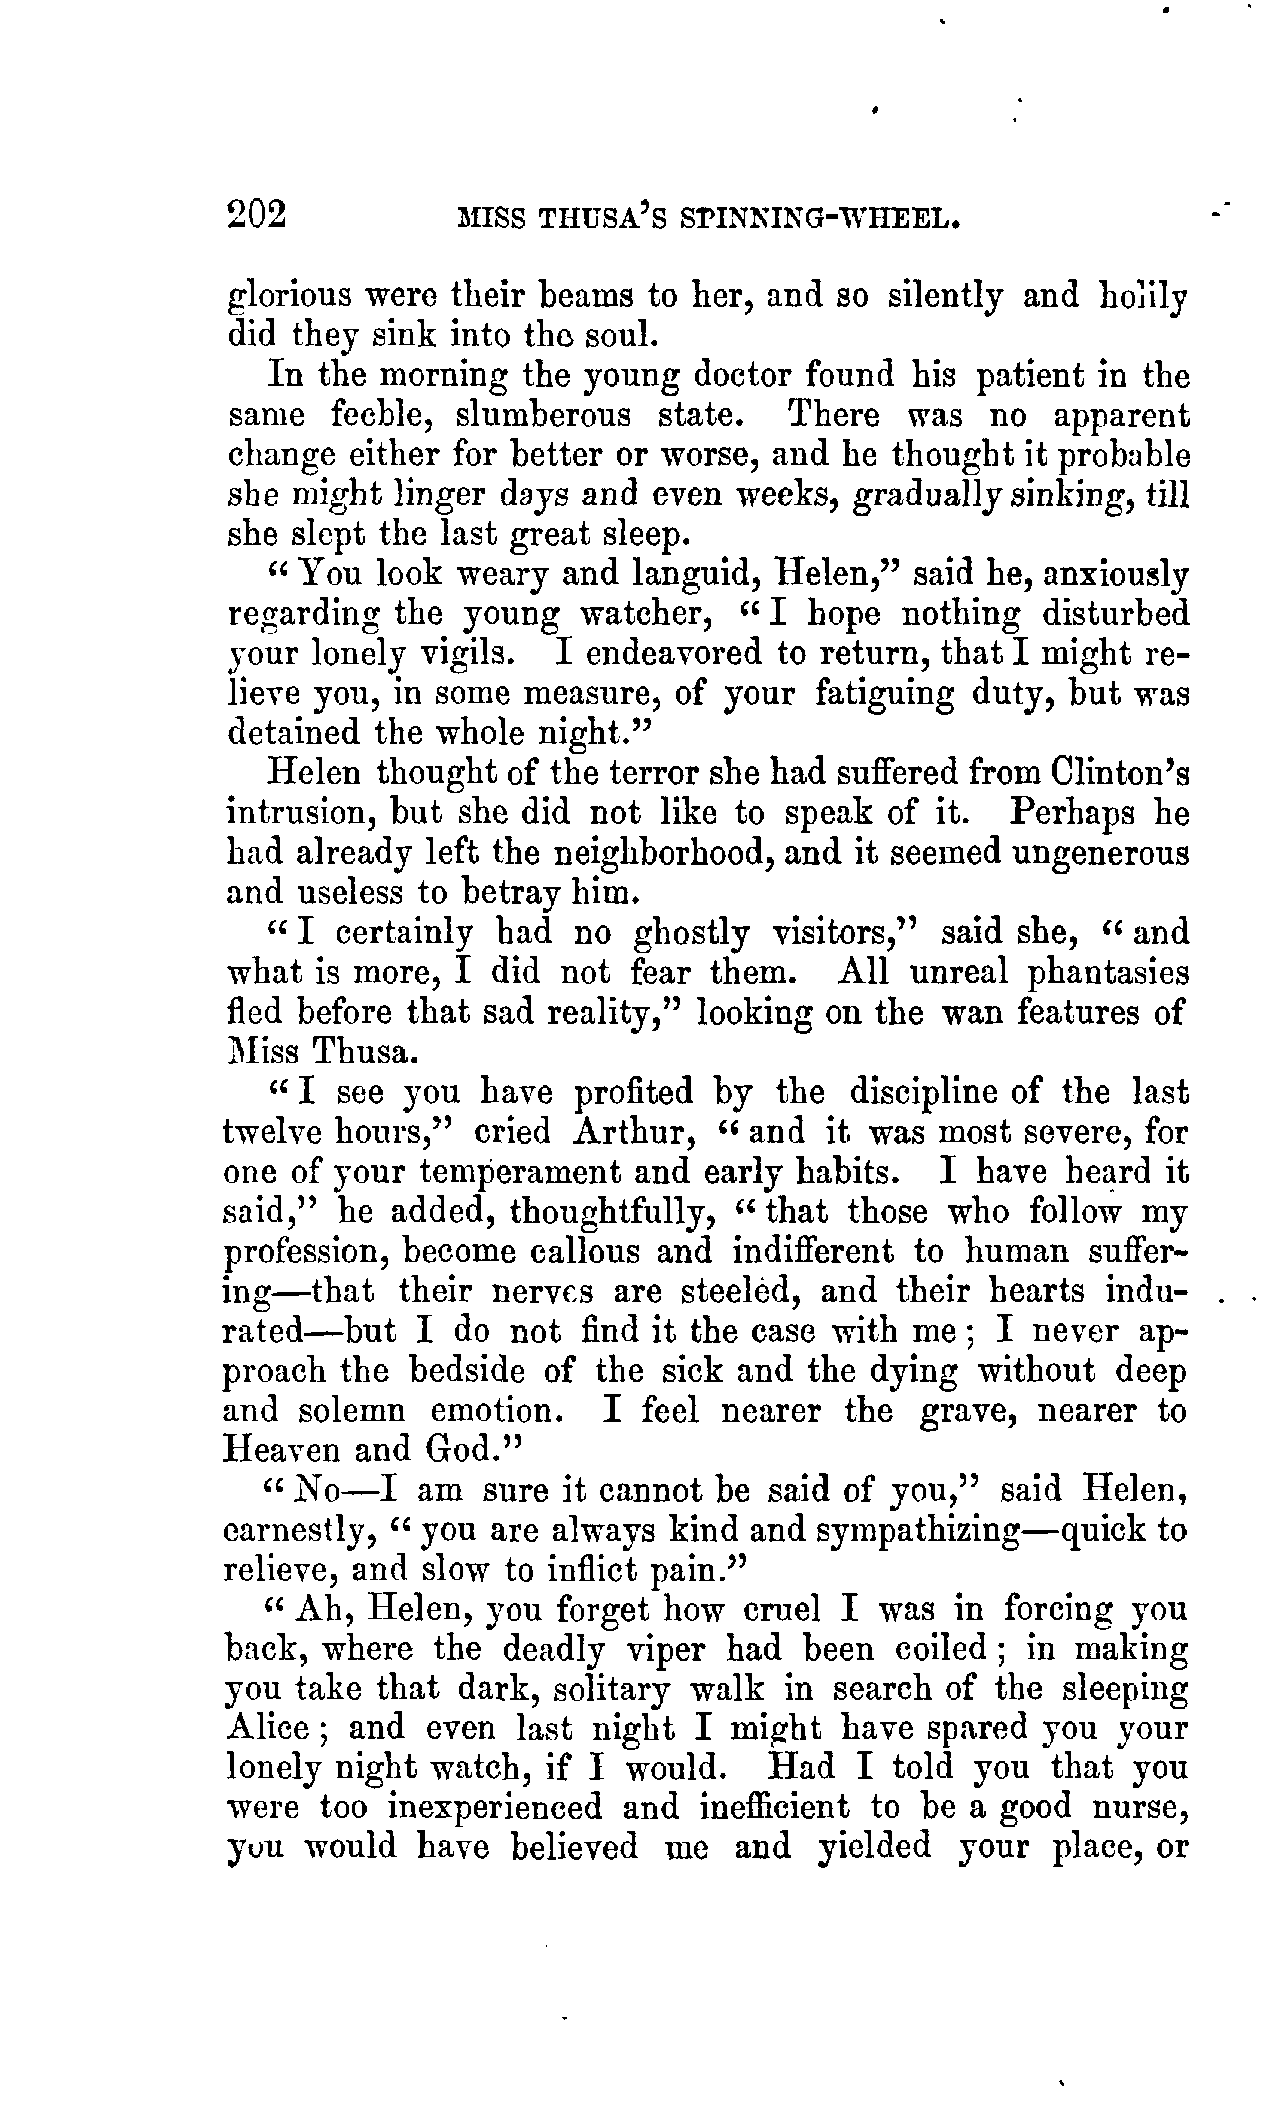 202 MISS THUSA'S SPINNING-WHEEL.
glorious were their beams to her, and so silently and holily
did they sink into the soul.
In the morning the young doctor found his patient in the
same feeble, slumberous state. There was no apparent
change either for better or worse, and he thought it probable
she might linger days and even weeks, gradually sinking, till
she slept the last great sleep.
" You look weary and languid, Helen," said he, anxiously
regarding the young watcher, " I hope nothing disturbed
your lonely vigils. I endeavored to return, that I might re-
lieve you, in some measure, of your fatiguing duty, but was
detained the whole night."
Helen thought of the terror she had suffered from Clinton's
intrusion, but she did not like to speak of it. Perhaps he
had already left the neighborhood, and it seemed ungenerous
and useless to betray him.
" I certainly had no ghostly visitors," said she, " and
what is more, I did not fear them. All unreal phantasies
fled before that sad reality," looking on the wan features of
Miss Thusa.
" I see you have profited by the discipline of the last
twelve hours," cried Arthur, " and it was most severe, for
one of your temperament and early habits. I have heard it
said," he added, thoughtfully, " that those who follow my
profession, become callous and indifferent to human suffer-
ing—that their nerves are steeled, and their hearts indu-
rated—but I do not find it the case with me ; I never ap-
proach the bedside of the sick and the dying without deep
and solemn emotion. I feel nearer the grave, nearer to
Heaven and God."
" No—I am sure it cannot be said of you," said Helen,
earnestly, " you are always kind and sympathizing—quick to
relieve, and slow to inflict pain."
" Ah, Helen, you forget how cruel I was in forcing you
back, where the deadly viper had been coiled ; in making
you take that dark, solitary walk in search of the sleeping
Alice ; and even last night I might have spared you your
lonely night watch, if I would. Had I told you that you
were too inexperienced and inefficient to be a good nurse,
you would have believed me and yielded your place, or